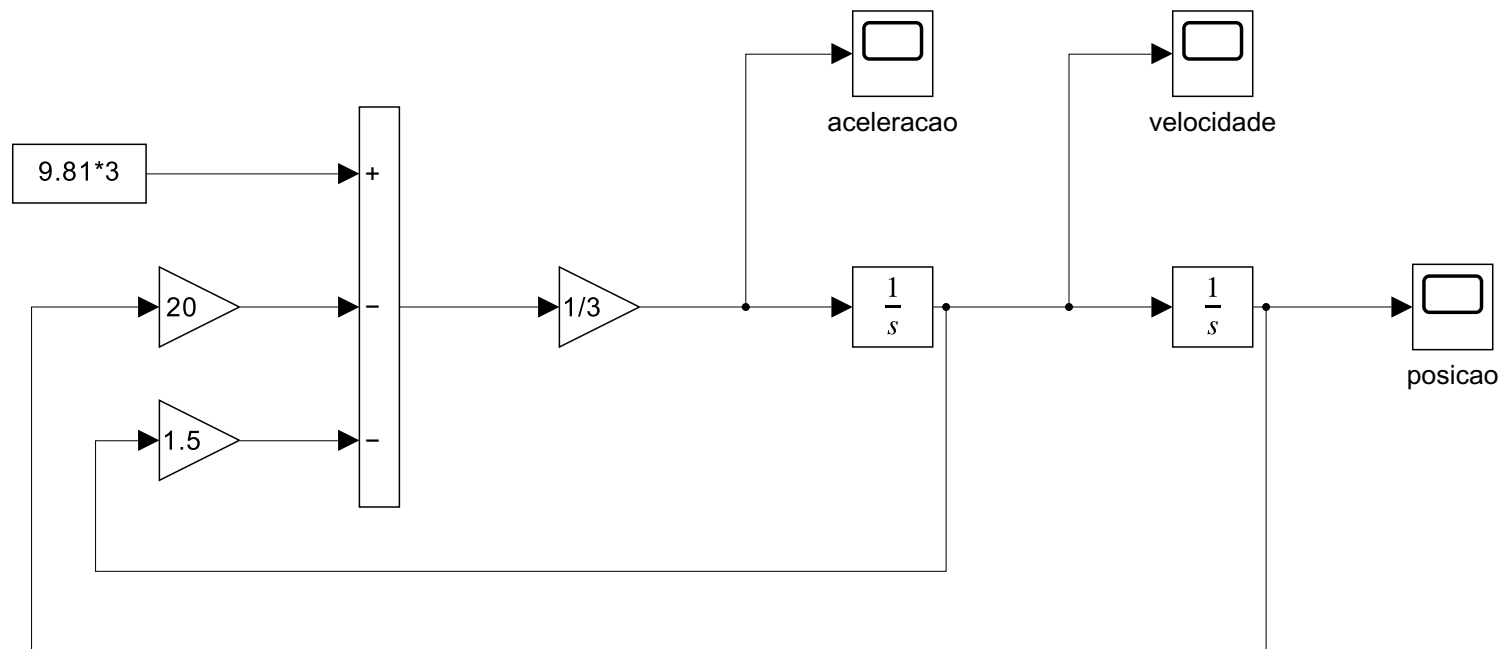 aceleracao
velocidade
9.81*3
+
20
−
1/3
1
s
1
s
posicao
1.5
−